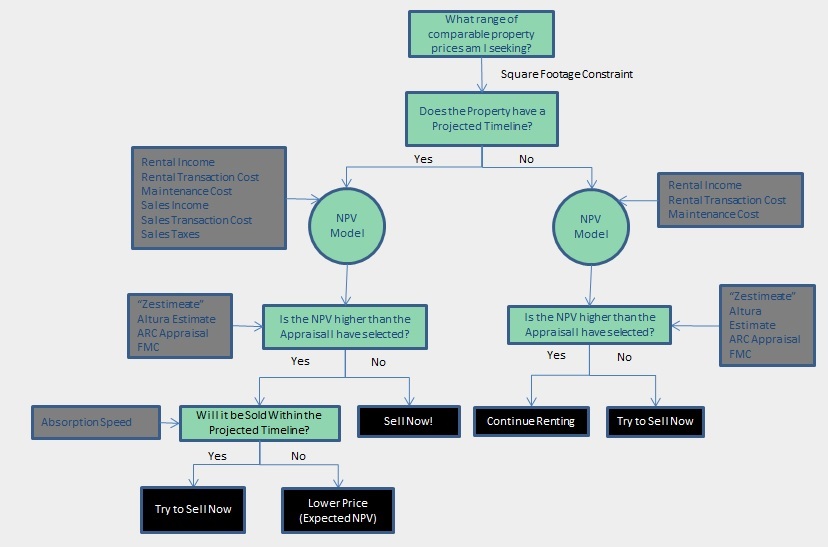 What range of
comparable property
prices am I seeking?
Square Footage Constraint
Does the Property have a
Projected Timeline?
Yes
No
Rental Income
Rental Transaction Cost
Maintenance Cost
Sales Income
Sales Transaction Cost
Sales Taxes
NPV
Model
NPV
Model
Rental Income
Rental Transaction Cost
Maintenance Cost
"Zestimeate"
Altura Estimate
ARC Appraisal
FMC
Is the NPV higher than the
Appraisal I have selected?
Is the NPV higher than the
Appraisal I have selected?
"Zestimeate"
Altura
Estimate
ARC Appraisal
FMC
Yes
No
Yes
No
Absorption Speed
Will it be Sold Within the
Projected Timeline?
Sell Now!
Continue Renting
Try to Sell Now
Yes
No
Try to Sell Now
Lower Price
(Expected NPV)